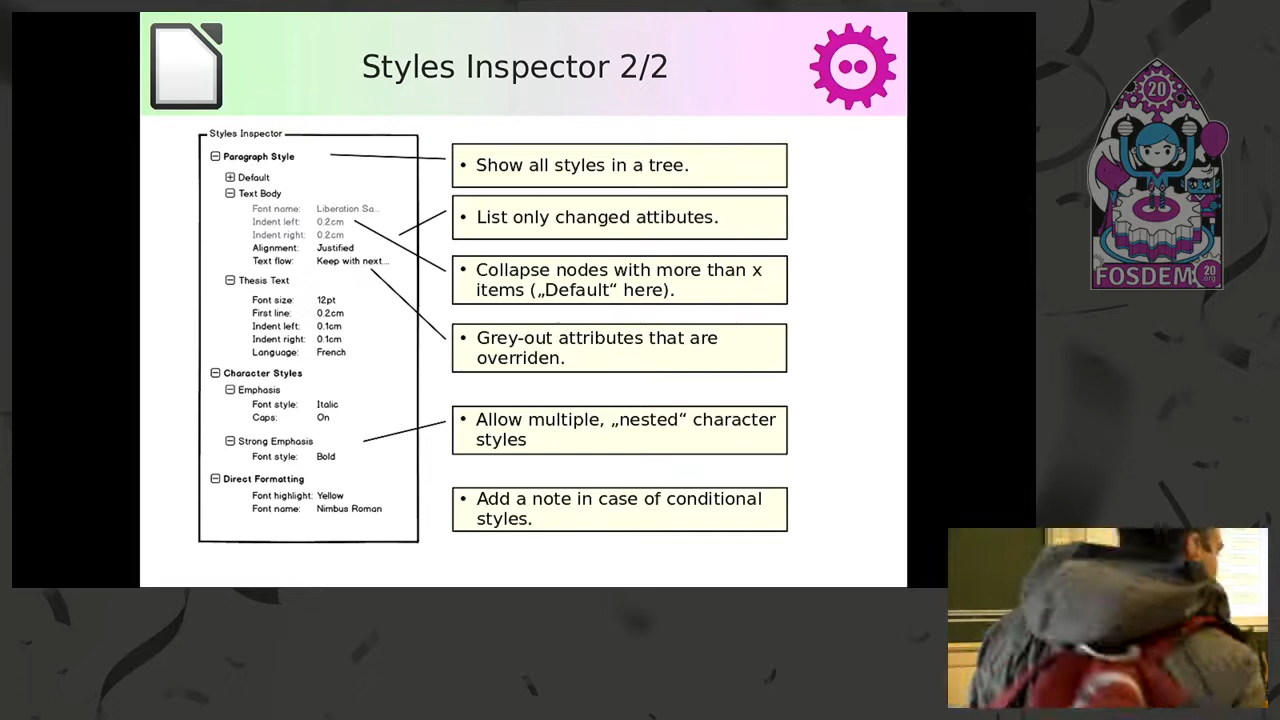 Styles Inspector 2/2
Styles Inspector
Paragraph Style
Default
Text Body
Font name: Liberation Sa...
Indent left: 0.2cm
Indent right: 0.2cm
Alignment: Justified
Text flow: Keep with next...
Thesis Text
Font size: 12pt
First line: 0.2cm
Indent left: 0.1cm
Indent right: 0.1cm
Language: French
Character Styles
Emphasis
Font style: Italic
Caps: On
Strong Emphasis
Font style: Bold
Direct Formatting
Font highlight: Yellow
Font name: Nimbus Roman
• Show all styles in a tree.
• List only changed attibutes.
• Collapse nodes with more than x
items („Default“ here).
• Grey-out attributes that are
overriden.
• Allow multiple, „nested“ character
styles
• Add a note in case of conditional
styles.
20
FOSDEM
20
.org